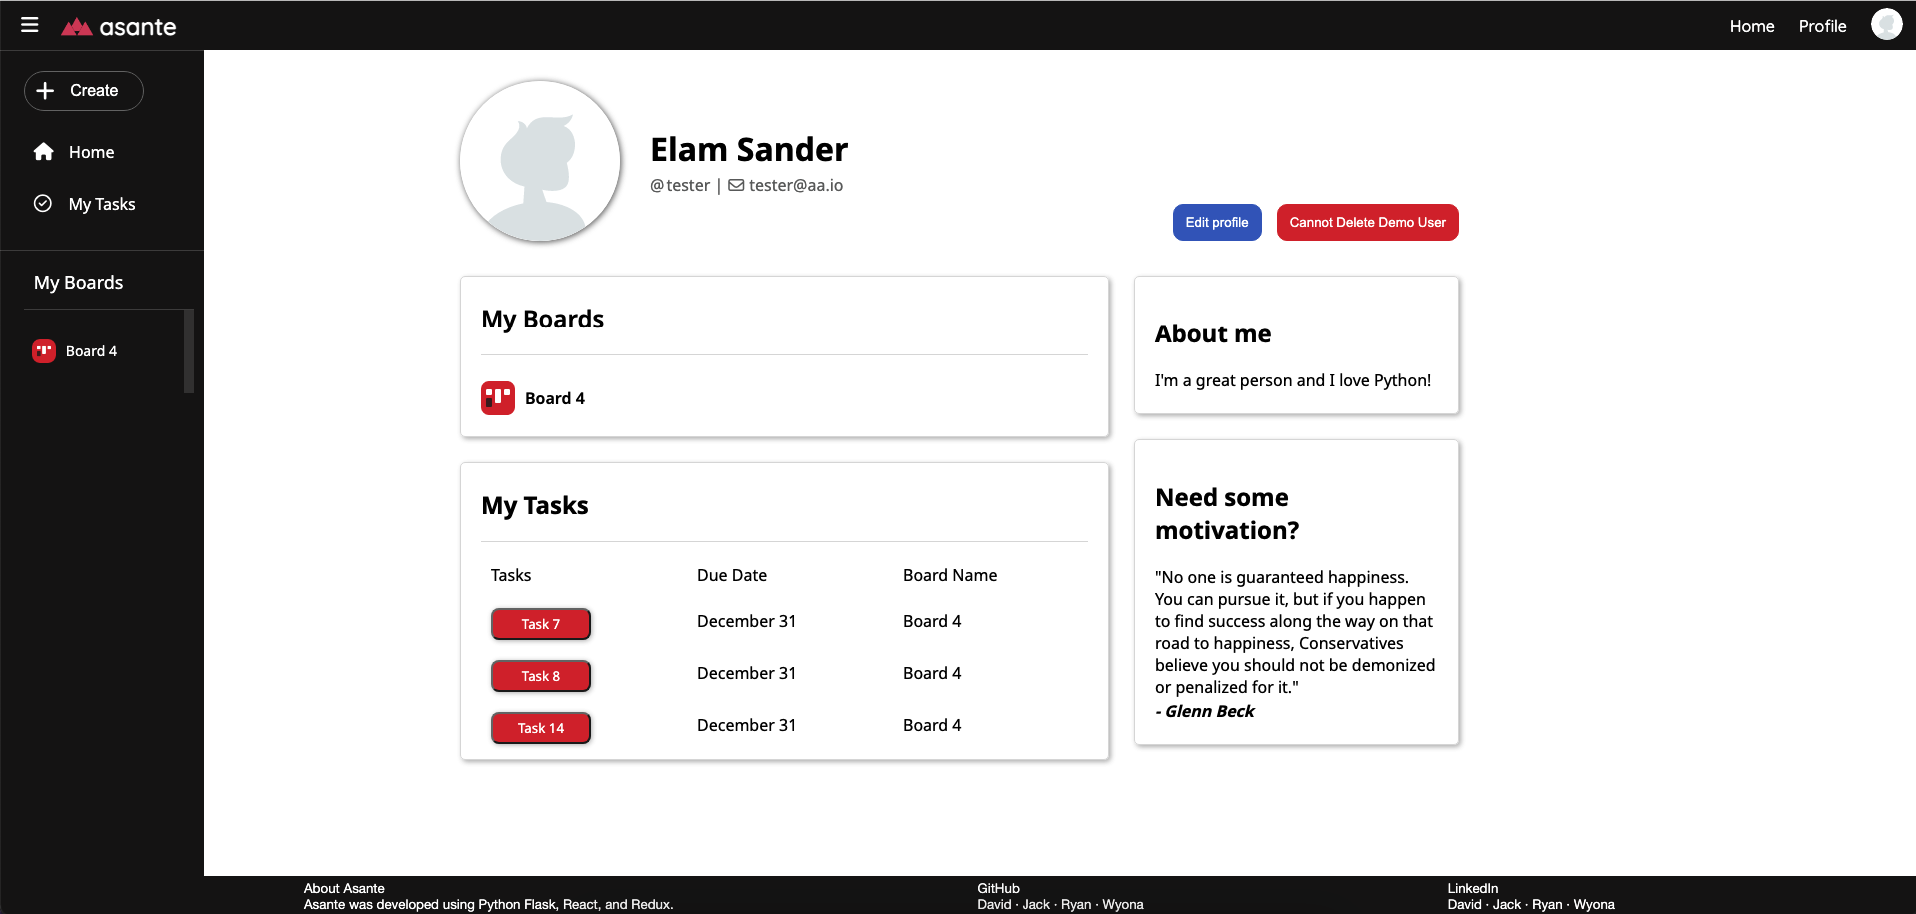 asante
Home
Profile
Create
Home
My Tasks
My Boards
Board 4
Elam Sander
@tester | tester@aa.io
Edit profile
Cannot Delete Demo User
My Boards
Board 4
My Tasks
Tasks Due Date Board Name
Task 7 December 31 Board 4
Task 8 December 31 Board 4
Task 14 December 31 Board 4
About me
I'm a great person and I love Python!
Need some
motivation?
"No one is guaranteed happiness.
You can pursue it, but if you happen
to find success along the way on that
road to happiness, Conservatives
believe you should not be demonized
or penalized for it."
- Glenn Beck
About Asante
Asante was developed using Python Flask, React, and Redux.
GitHub
David · Jack · Ryan · Wyona
LinkedIn
David · Jack · Ryan · Wyona